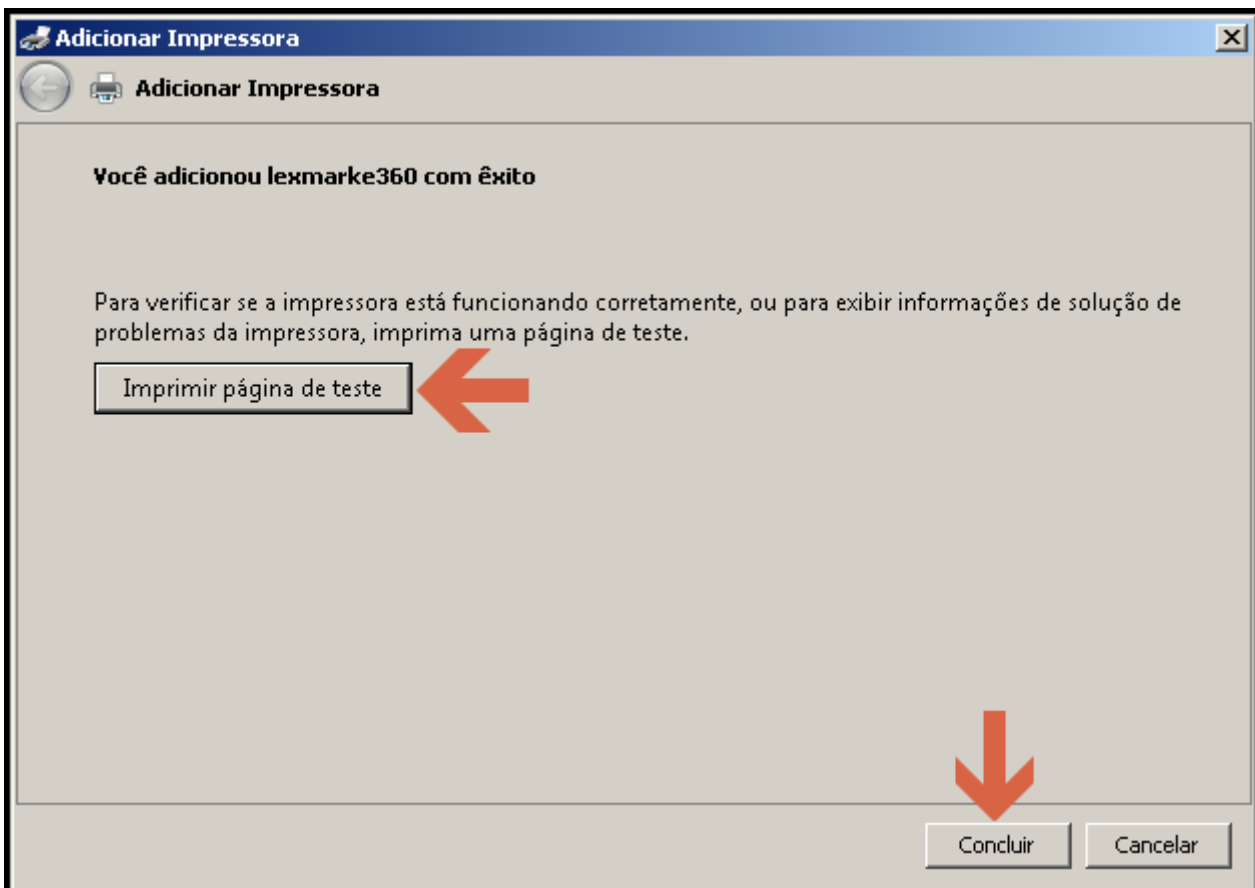 Adicionar Impressora
Adicionar Impressora
Você adicionou lexmarke360 com êxito
Para verificar se a impressora está funcionando corretamente, ou para exibir informações de solução de
problemas da impressora, imprima uma página de teste.
Imprimir página de teste
Concluir
Cancelar